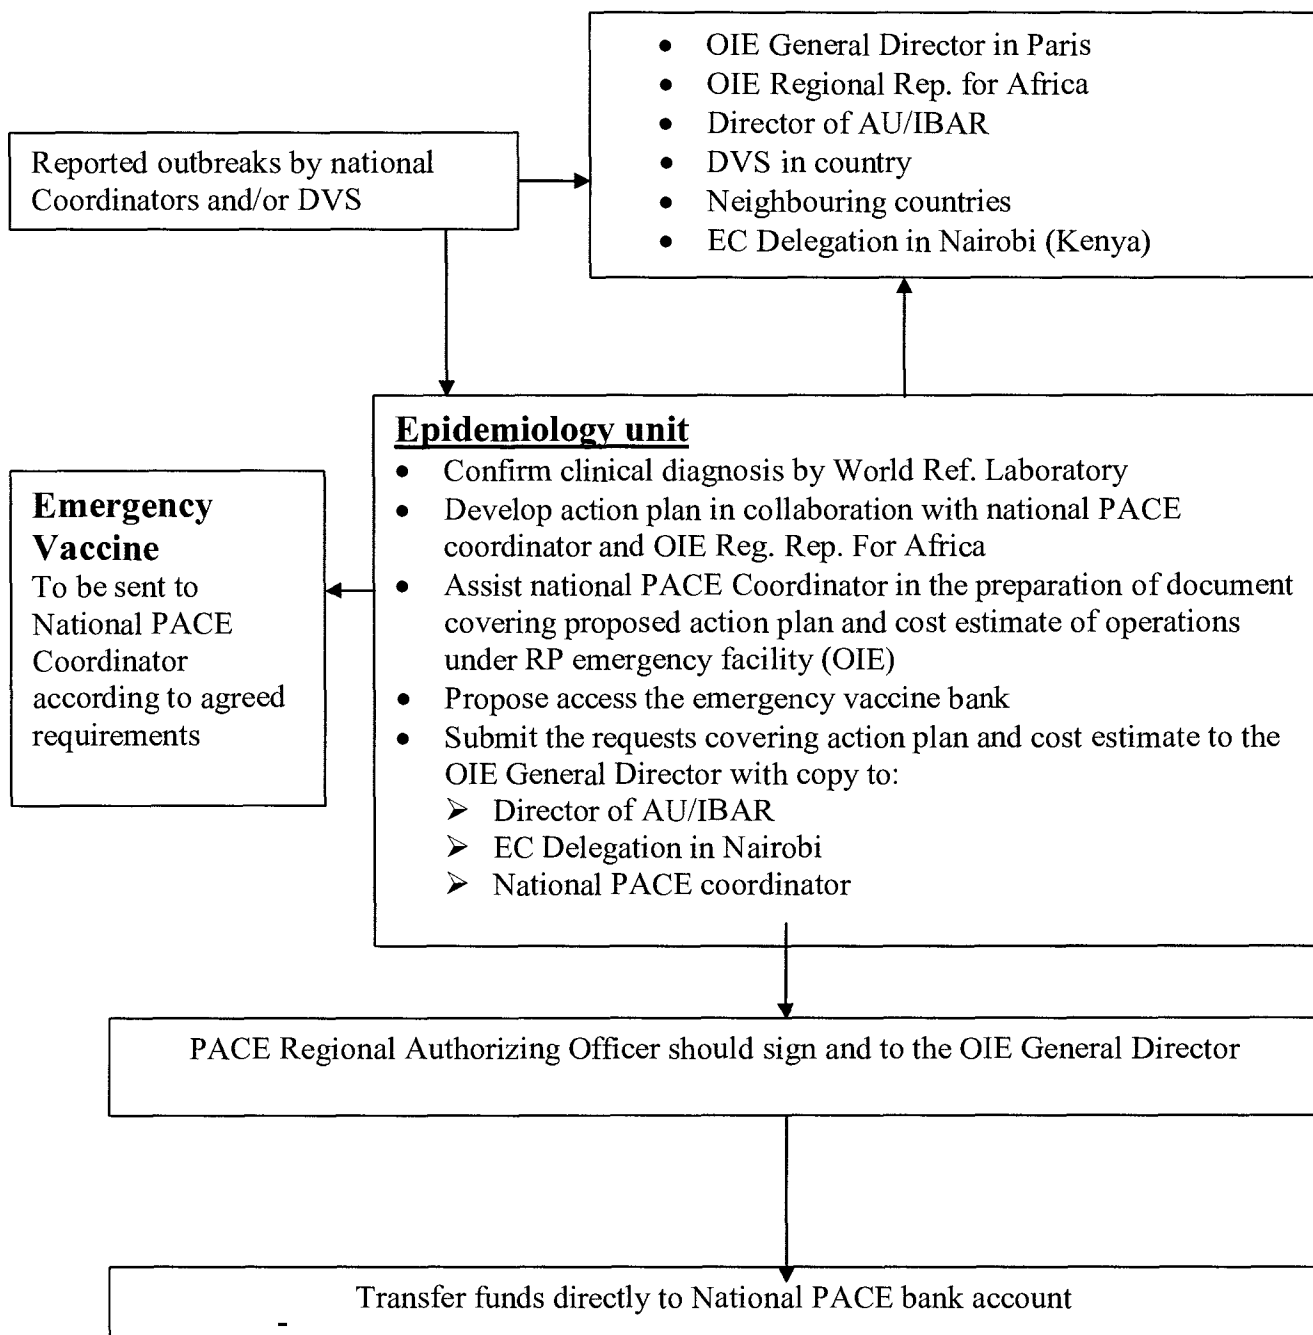 • OIE General Director in Paris
• OIE Regional Rep. for Africa
• Director of AU/IBAR
• DVS in country
• Neighbouring countries
• EC Delegation in Nairobi (Kenya)
Reported outbreaks by national
Coordinators and/or DVS
Epidemiology unit
• Confirm clinical diagnosis by World Ref. Laboratory
• Develop action plan in collaboration with national PACE
coordinator and OIE Reg. Rep. For Africa
• Assist national PACE Coordinator in the preparation of document
covering proposed action plan and cost estimate of operations
under RP emergency facility (OIE)
• Propose access the emergency vaccine bank
• Submit the requests covering action plan and cost estimate to the
OIE General Director with copy to:
➢ Director of AU/IBAR
➢ EC Delegation in Nairobi
➢ National PACE coordinator
Emergency
Vaccine
To be sent to
National PACE
Coordinator
according to agreed
requirements
PACE Regional Authorizing Officer should sign and to the OIE General Director
Transfer funds directly to National PACE bank account